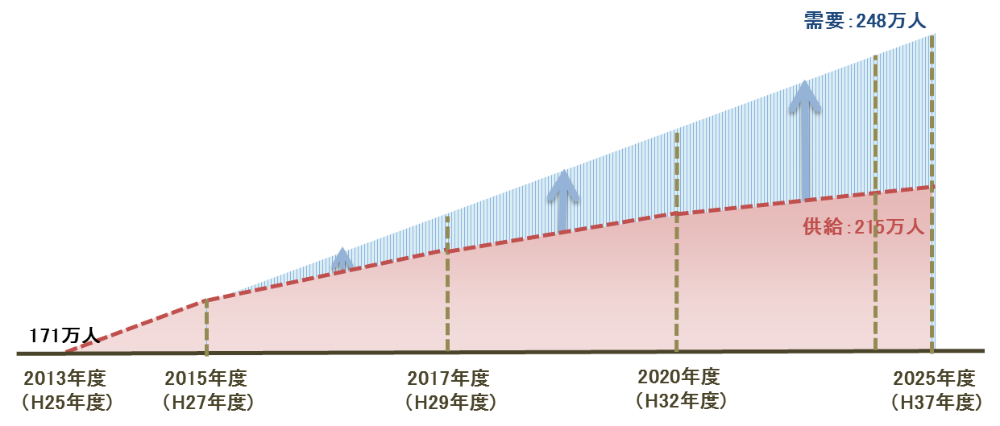 需要:248万人
供給:215万人
171万人
2013年度
(H25年度)
2015年度
(H27年度)
2017年度
(H29年度)
2020年度
(H32年度)
2025年度
(H37年度)